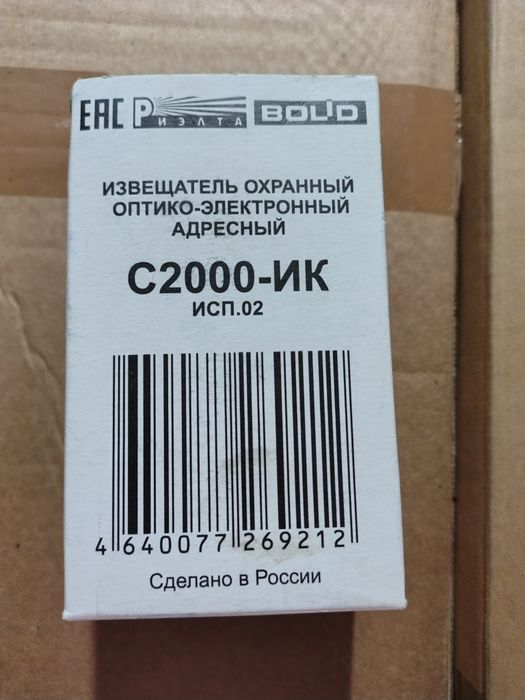 EAC РИЭЛТА BOLID
ИЗВЕЩАТЕЛЬ ОХРАННЫЙ
ОПТИКО-ЭЛЕКТРОННЫЙ
АДРЕСНЫЙ
С2000-ИК
ИСП.02
4 640077 269212
Сделано в России